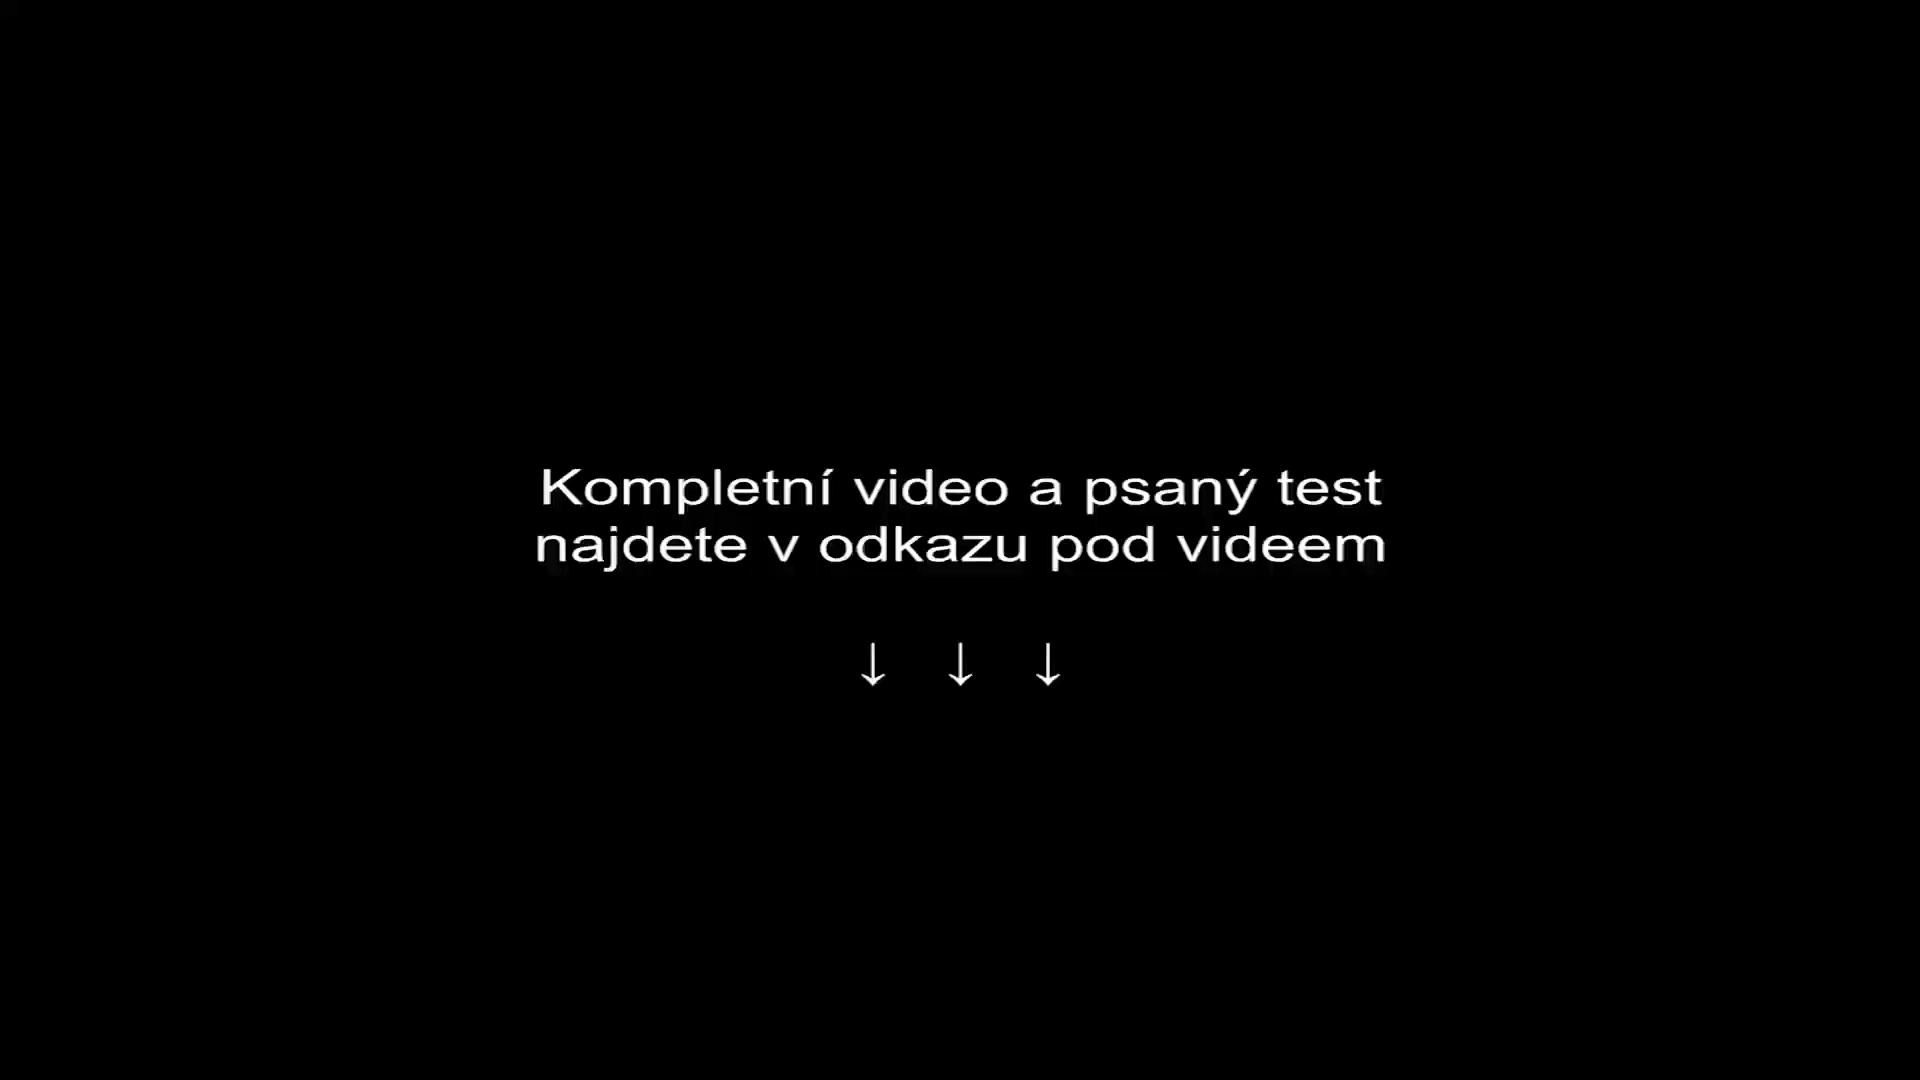 Kompletní video a psaný test
najdete v odkazu pod videem
↓ ↓ ↓